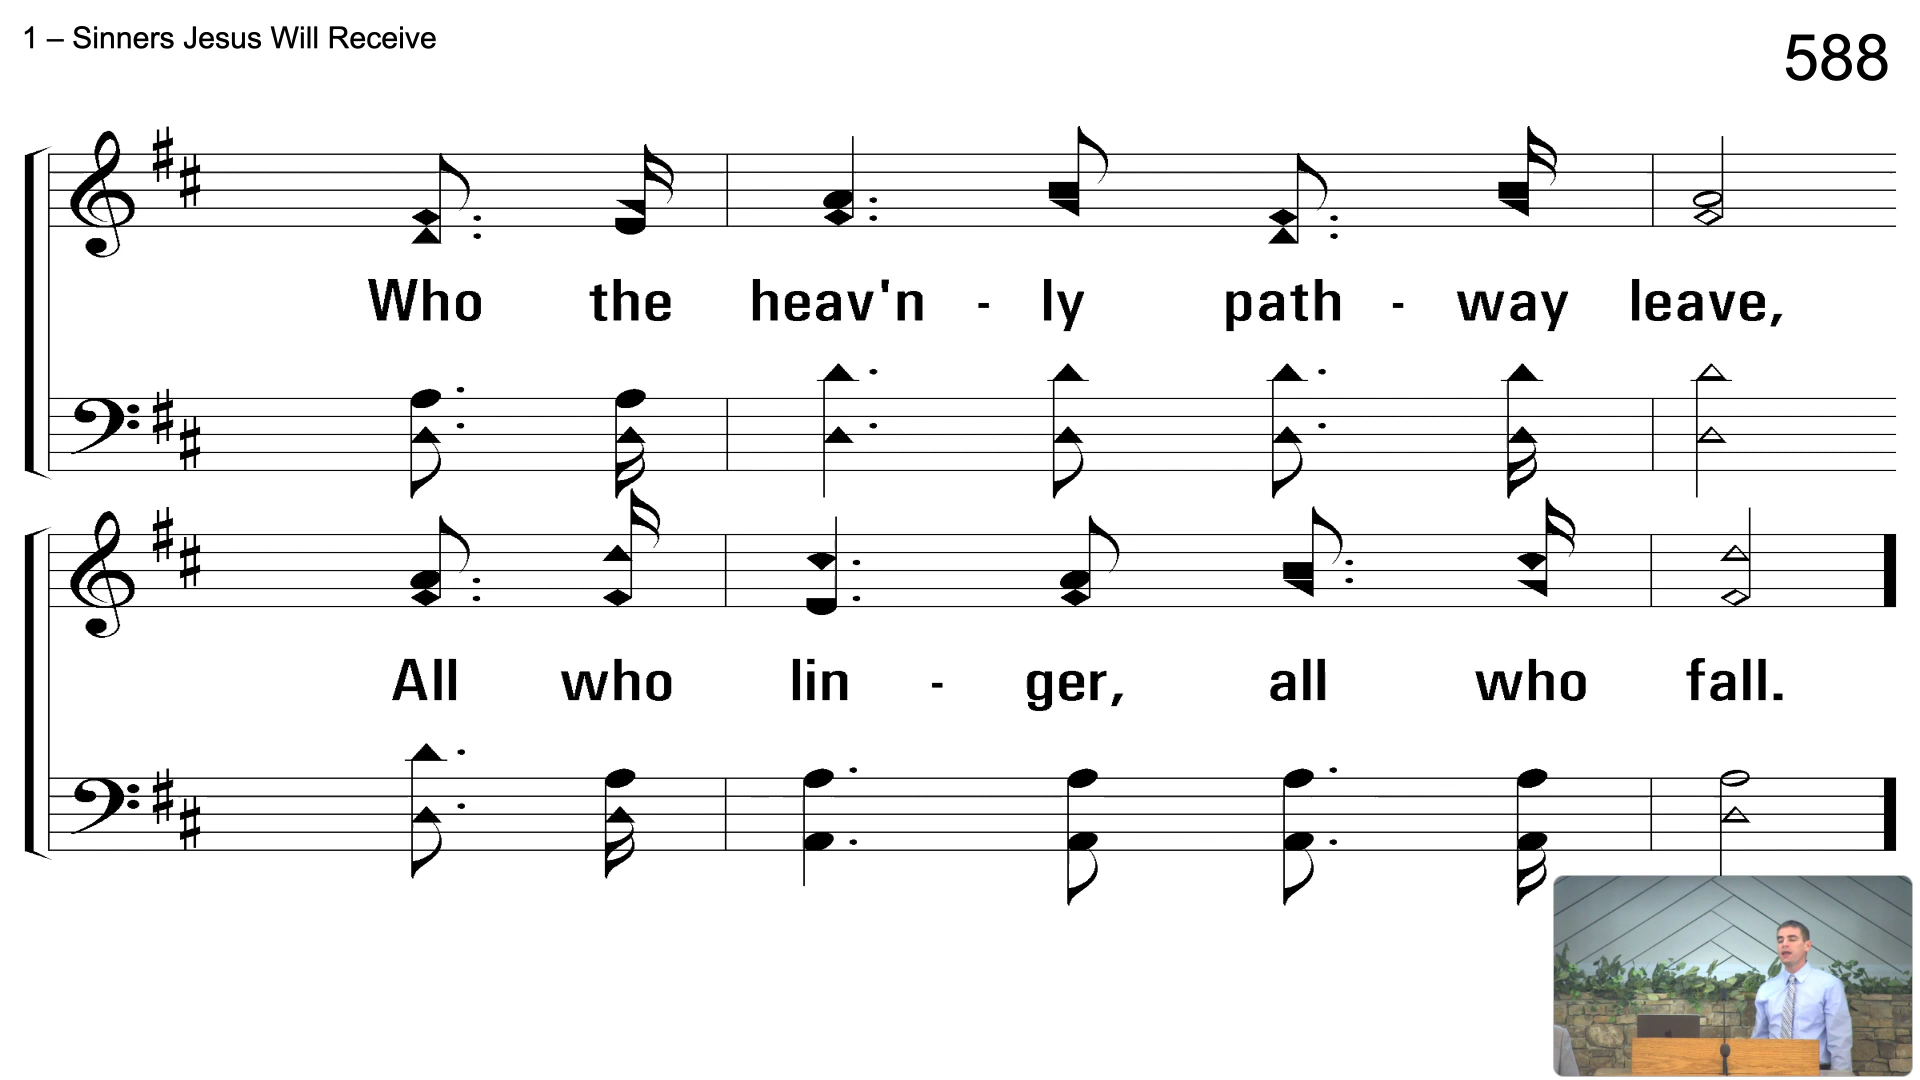 1 – Sinners Jesus Will Receive
588
Who the heav'n - ly path - way leave,
All who lin - ger, all who fall.